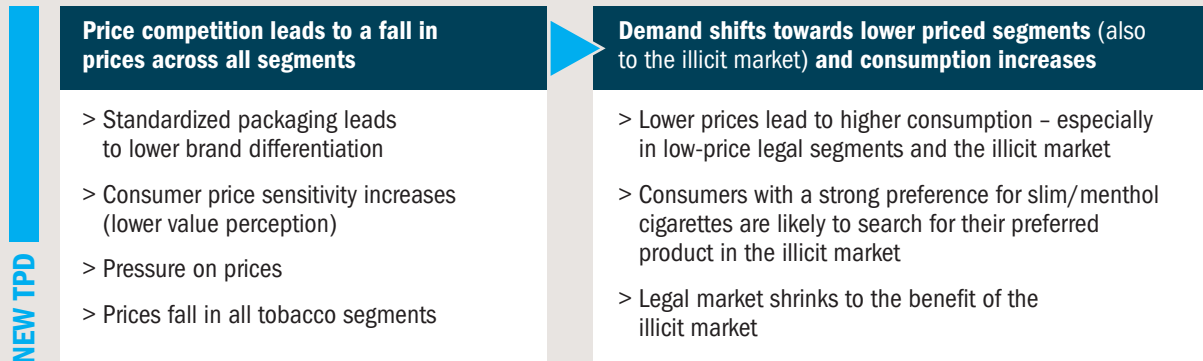 NEW TPD
Price competition leads to a fall in
prices across all segments
> Standardized packaging leads
to lower brand differentiation
> Consumer price sensitivity increases
(lower value perception)
> Pressure on prices
> Prices fall in all tobacco segments
Demand shifts towards lower priced segments (also
to the illicit market) and consumption increases
> Lower prices lead to higher consumption – especially
in low-price legal segments and the illicit market
> Consumers with a strong preference for slim/menthol
cigarettes are likely to search for their preferred
product in the illicit market
> Legal market shrinks to the benefit of the
illicit market